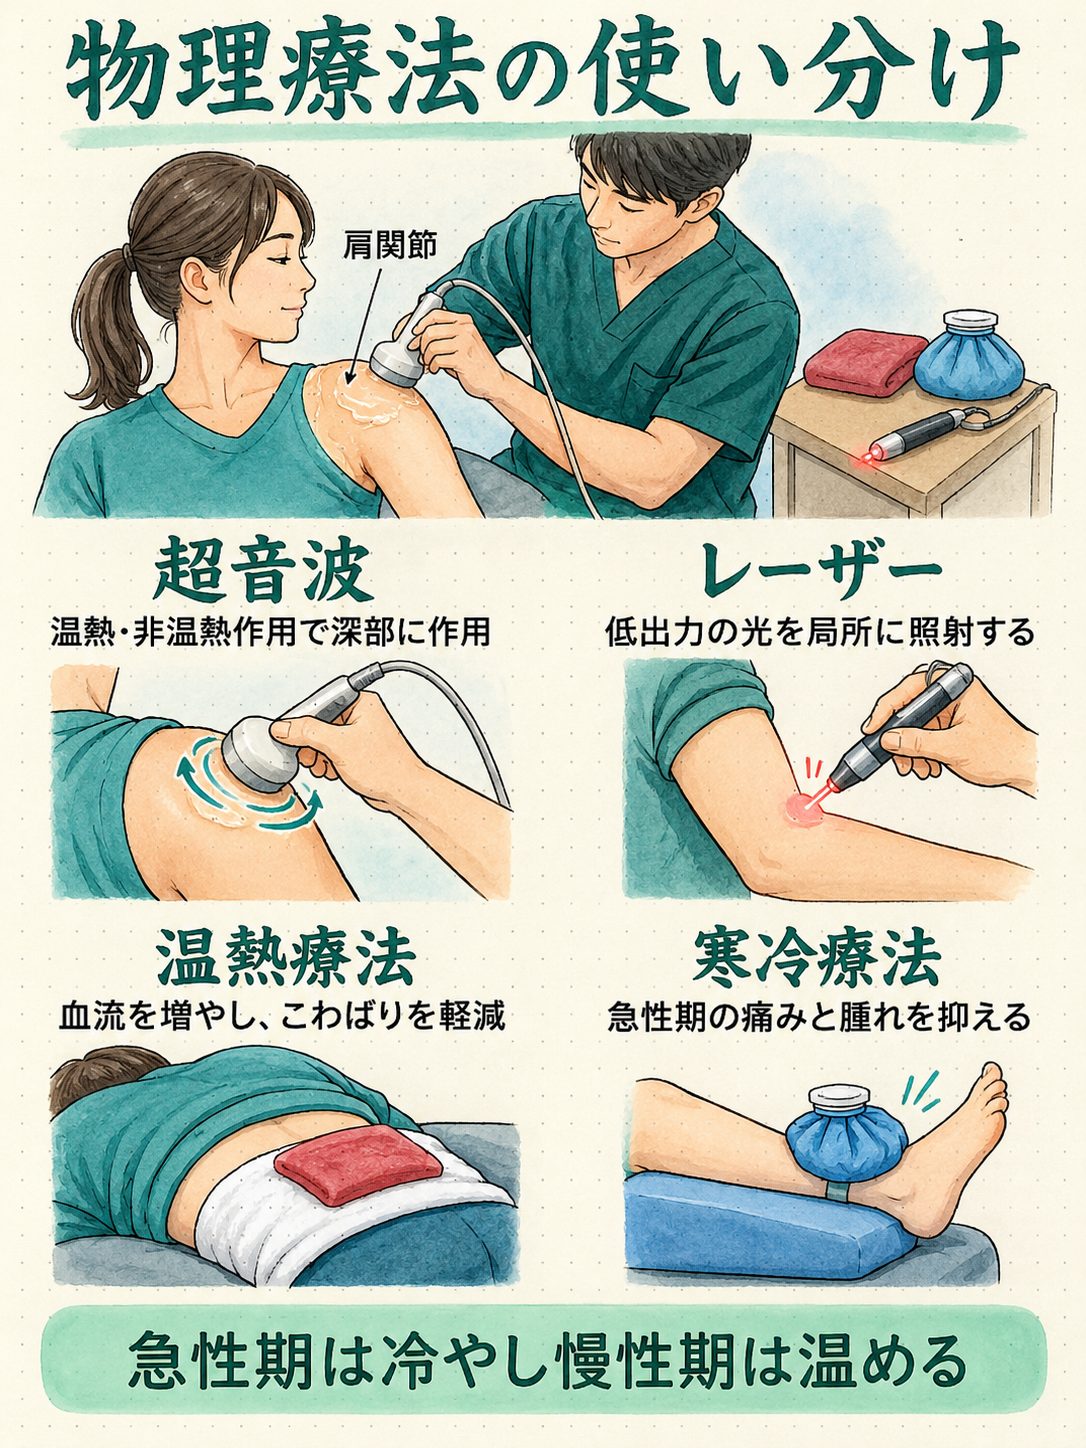 物理療法の使い分け
肩関節
超音波
温熱・非温熱作用で深部に作用
レーザー
低出力の光を局所に照射する
温熱療法
血流を増やし、こわばりを軽減
寒冷療法
急性期の痛みと腫れを抑える
急性期は冷やし慢性期は温める